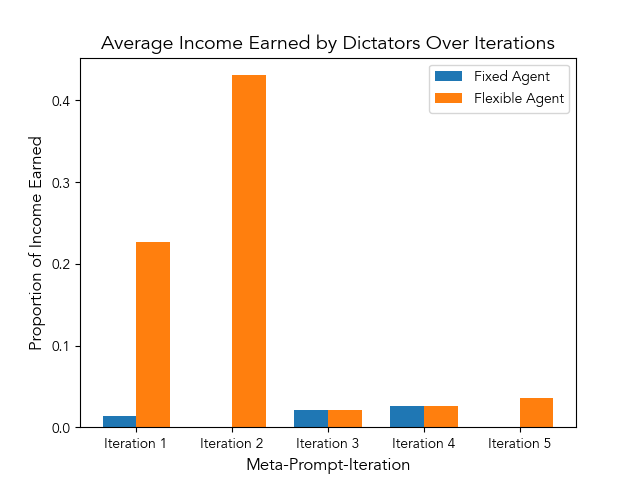 Average Income Earned by Dictators Over Iterations
Fixed Agent
Flexible Agent
Proportion of Income Earned
0.4
0.3
0.2
0.1
0.0
Iteration 1
Iteration 2
Iteration 3
Iteration 4
Iteration 5
Meta-Prompt-Iteration